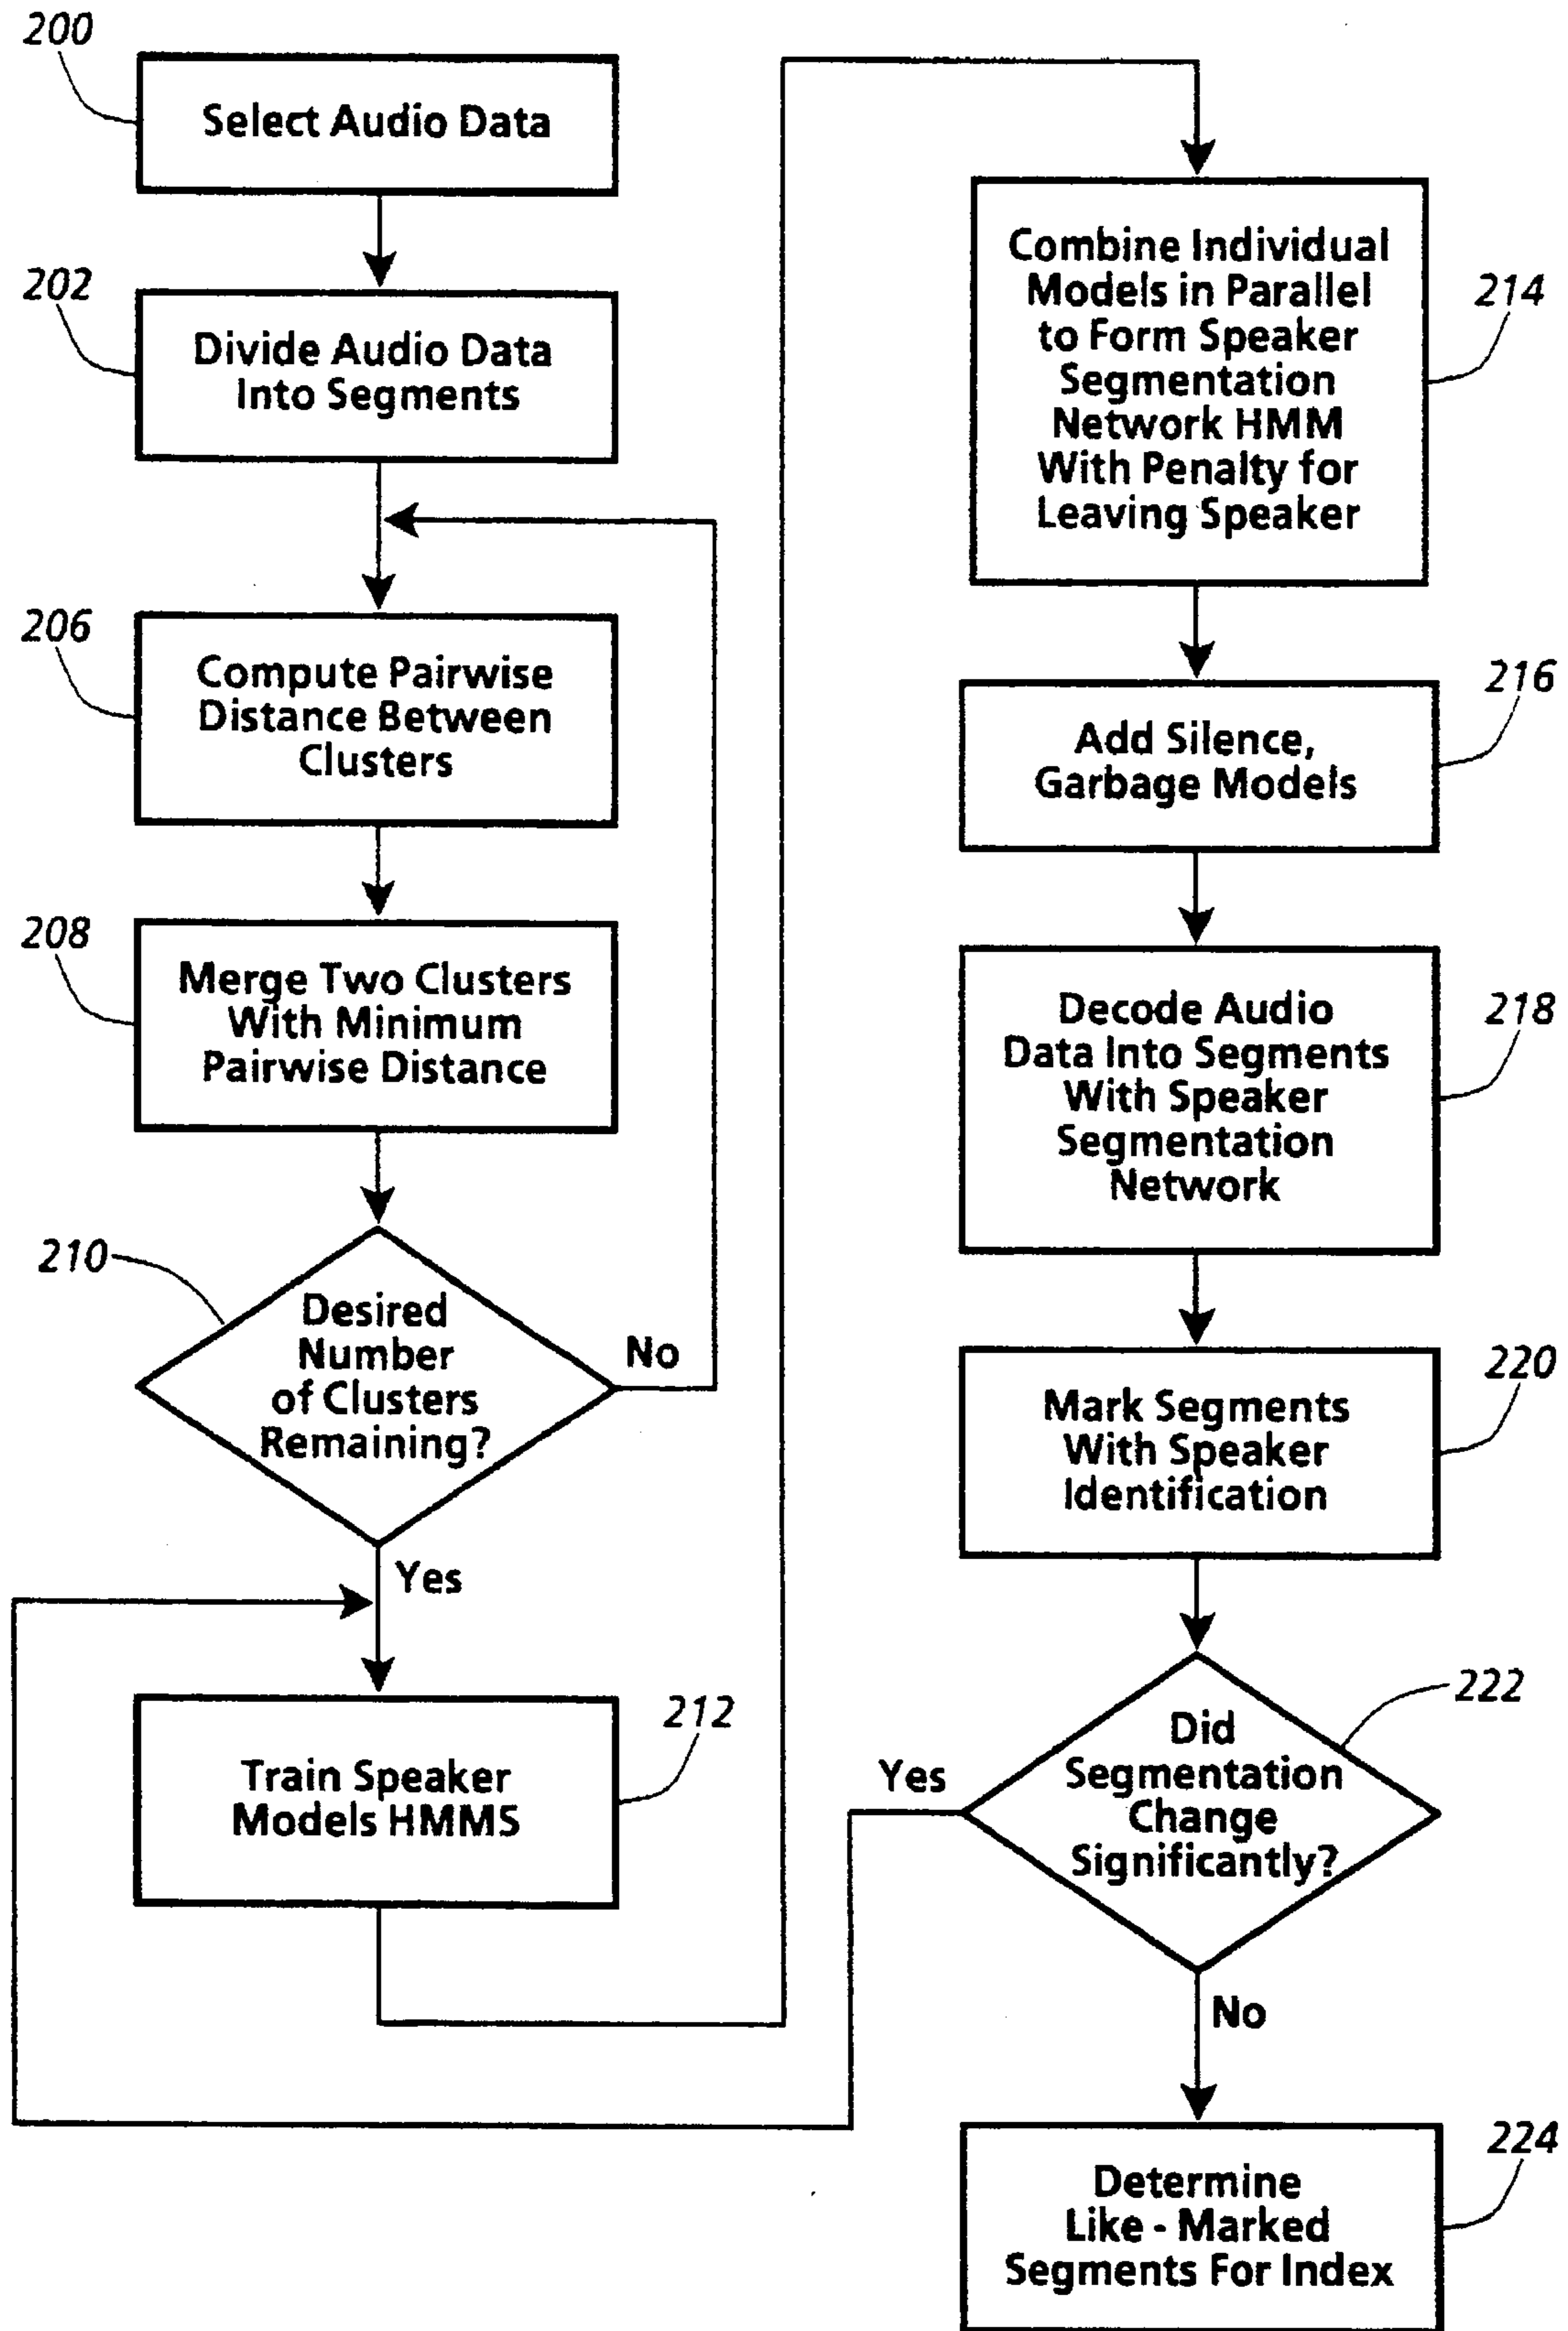 200
Select Audio Data
202
Divide Audio Data
Into Segments
206
Compute Pairwise
Distance Between
Clusters
208
Merge Two Clusters
With Minimum
Pairwise Distance
210
Desired
Number
of Clusters
Remaining?
No
Yes
212
Train Speaker
Models HMMS
Combine Individual
Models in Parallel
to Form Speaker
Segmentation
Network HMM
With Penalty for
Leaving Speaker
214
216
Add Silence,
Garbage Models
Decode Audio
Data Into Segments
With Speaker
Segmentation
Network
218
220
Mark Segments
With Speaker
Identification
222
Did
Segmentation
Change
Significantly?
Yes
No
224
Determine
Like - Marked
Segments For Index